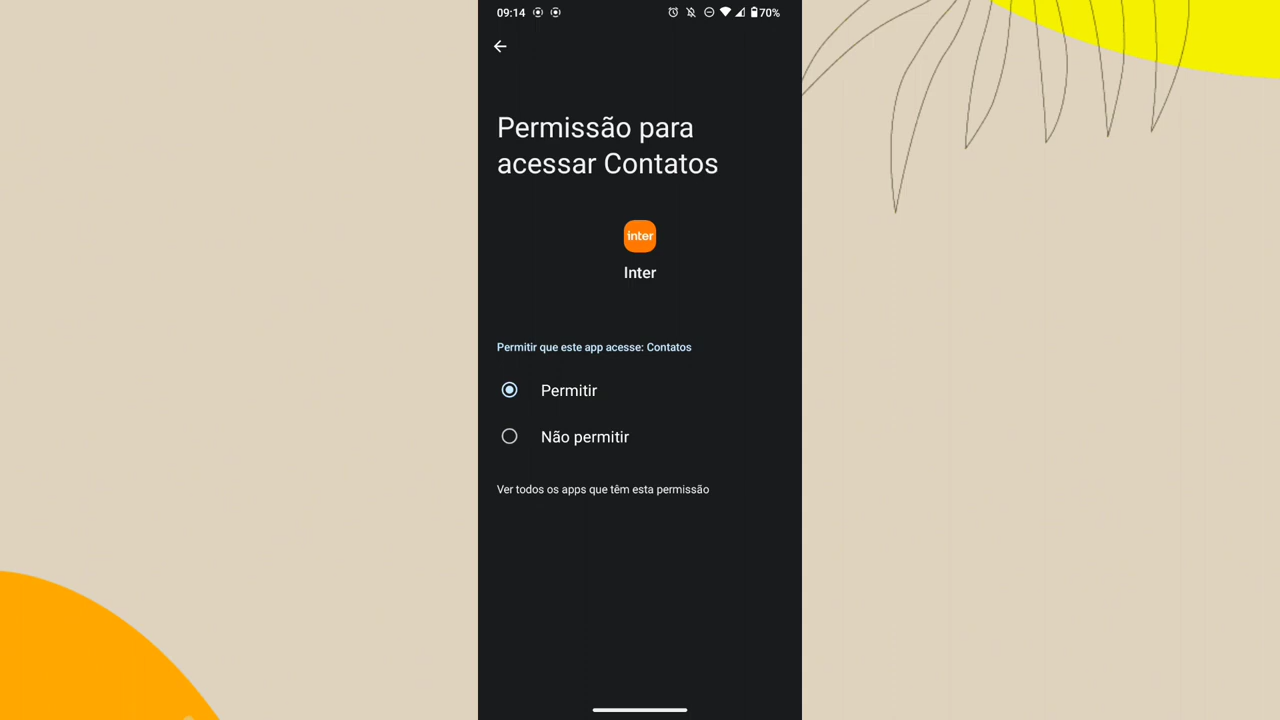 09:14 70%
Permissão para
acessar Contatos
inter
Inter
Permitir que este app acesse: Contatos
Permitir
Não permitir
Ver todos os apps que têm esta permissão